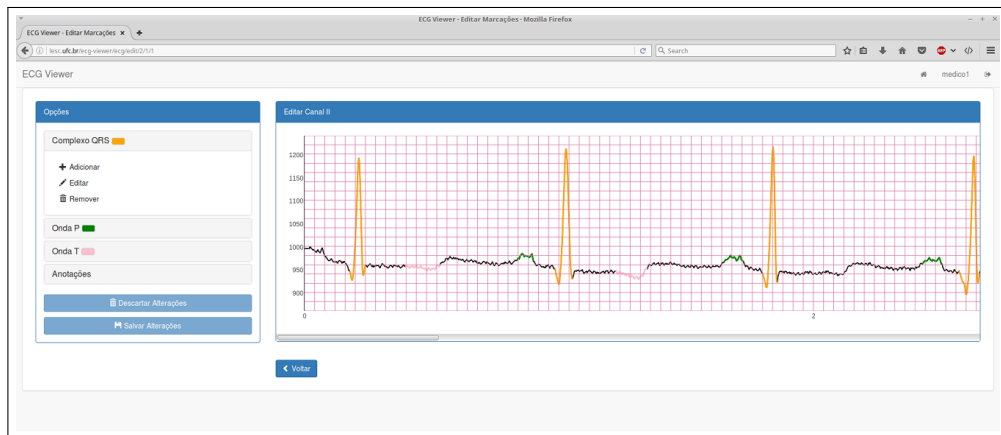 ECG Viewer - Editar Marcações - Mozilla Firefox
ECG Viewer - Editar Marcações
lesc.ufc.br/ecg-viewer/ecg/edit/2/1/1
Search
ECG Viewer
medico1
Opções
Complexo QRS
Adicionar
Editar
Remover
Onda P
Onda T
Anotações
Descartar Alterações
Salvar Alterações
Editar Canal II
1200
1150
1100
1050
1000
950
900
0
2
Voltar